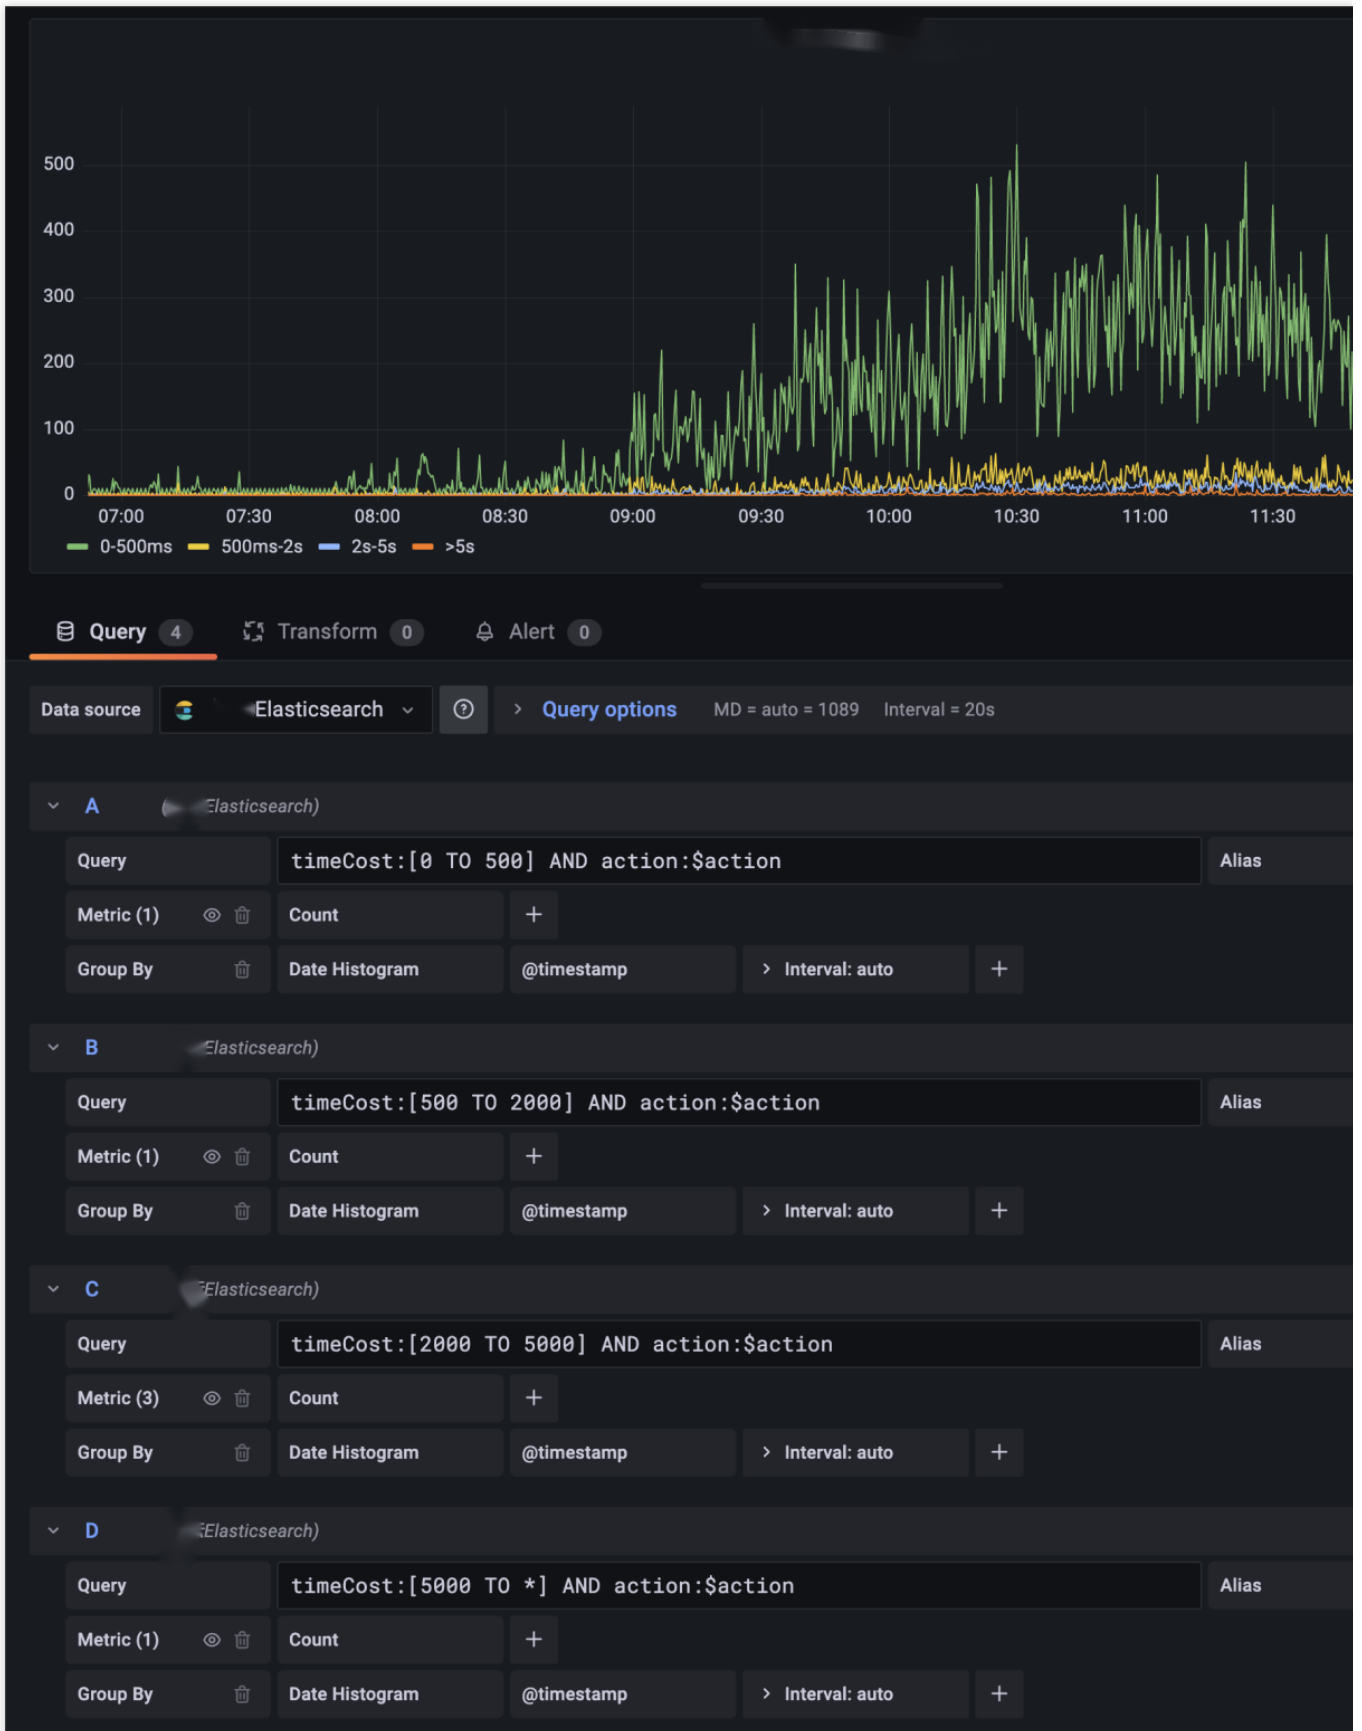 500
400
300
200
100
0
07:00 07:30 08:00 08:30 09:00 09:30 10:00 10:30 11:00 11:30
0-500ms 500ms-2s 2s-5s >5s
Query 4 Transform 0 Alert 0
Data source Elasticsearch ? > Query options MD = auto = 1089 Interval = 20s
A Elasticsearch)
Query timeCost:[0 TO 500] AND action:$action Alias
Metric (1) Count +
Group By Date Histogram @timestamp > Interval: auto +
B Elasticsearch)
Query timeCost:[500 TO 2000] AND action:$action Alias
Metric (1) Count +
Group By Date Histogram @timestamp > Interval: auto +
C Elasticsearch)
Query timeCost:[2000 TO 5000] AND action:$action Alias
Metric (3) Count +
Group By Date Histogram @timestamp > Interval: auto +
D Elasticsearch)
Query timeCost:[5000 TO *] AND action:$action Alias
Metric (1) Count +
Group By Date Histogram @timestamp > Interval: auto +